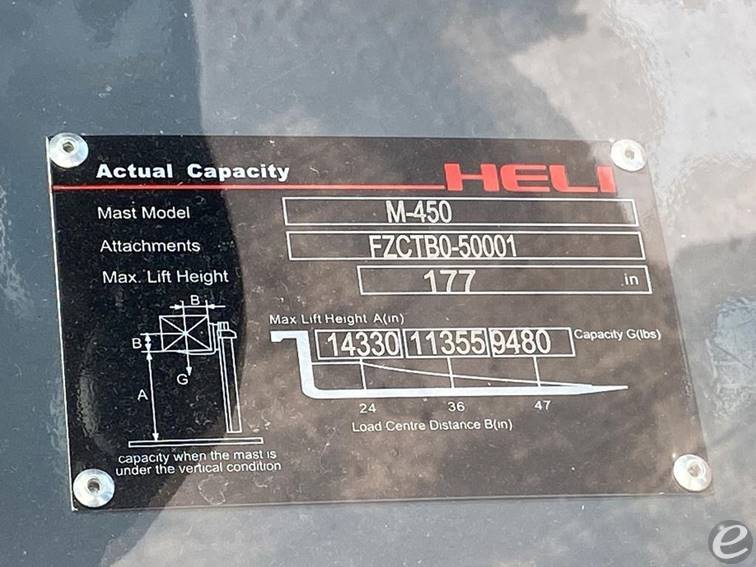 Actual Capacity HELI
Mast Model M-450
Attachments FZCTB0-50001
Max. Lift Height 177 in
B
B
A
G
capacity when the mast is
under the vertical condition
Max Lift Height A(in)
14330 11355 9480 Capacity G(lbs)
24 36 47
Load Centre Distance B(in)
e